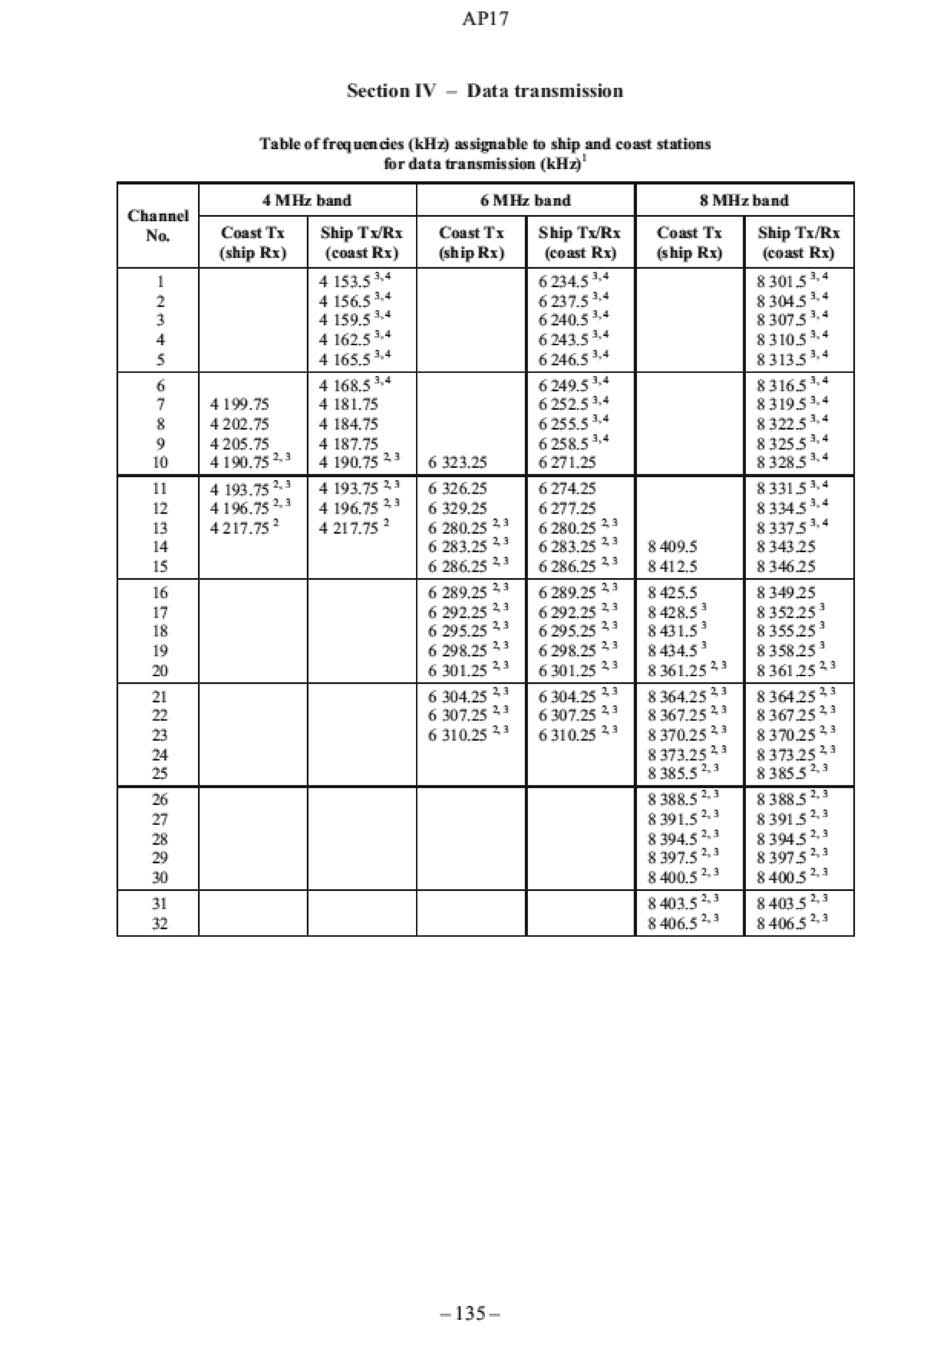 AP17
Section IV – Data transmission
Table of frequencies (kHz) assignable to ship and coast stations
for data transmission (kHz)1
Channel No. 4 MHz band 6 MHz band 8 MHz band
Coast Tx (ship Rx) Ship Tx/Rx (coast Rx) Coast Tx (ship Rx) Ship Tx/Rx (coast Rx) Coast Tx (ship Rx) Ship Tx/Rx (coast Rx)
1 4 153.5 3,4 6 234.5 3,4 8 301.5 3,4
2 4 156.5 3,4 6 237.5 3,4 8 304.5 3,4
3 4 159.5 3,4 6 240.5 3,4 8 307.5 3,4
4 4 162.5 3,4 6 243.5 3,4 8 310.5 3,4
5 4 165.5 3,4 6 246.5 3,4 8 313.5 3,4
6 4 168.5 3,4 6 249.5 3,4 8 316.5 3,4
7 4 199.75 4 181.75 6 252.5 3,4 8 319.5 3,4
8 4 202.75 4 184.75 6 255.5 3,4 8 322.5 3,4
9 4 205.75 4 187.75 6 258.5 3,4 8 325.5 3,4
10 4 190.75 2,3 4 190.75 2,3 6 323.25 6 271.25 8 328.5 3,4
11 4 193.75 2,3 4 193.75 2,3 6 326.25 6 274.25 8 331.5 3,4
12 4 196.75 2,3 4 196.75 2,3 6 329.25 6 277.25 8 334.5 3,4
13 4 217.75 2 4 217.75 2 6 280.25 2,3 6 280.25 2,3 8 337.5 3,4
14 6 283.25 2,3 6 283.25 2,3 8 409.5 8 343.25
15 6 286.25 2,3 6 286.25 2,3 8 412.5 8 346.25
16 6 289.25 2,3 6 289.25 2,3 8 425.5 8 349.25
17 6 292.25 2,3 6 292.25 2,3 8 428.5 3 8 352.25 3
18 6 295.25 2,3 6 295.25 2,3 8 431.5 3 8 355.25 3
19 6 298.25 2,3 6 298.25 2,3 8 434.5 3 8 358.25 3
20 6 301.25 2,3 6 301.25 2,3 8 361.25 2,3 8 361.25 2,3
21 6 304.25 2,3 6 304.25 2,3 8 364.25 2,3 8 364.25 2,3
22 6 307.25 2,3 6 307.25 2,3 8 367.25 2,3 8 367.25 2,3
23 6 310.25 2,3 6 310.25 2,3 8 370.25 2,3 8 370.25 2,3
24 8 373.25 2,3 8 373.25 2,3
25 8 385.5 2,3 8 385.5 2,3
26 8 388.5 2,3 8 388.5 2,3
27 8 391.5 2,3 8 391.5 2,3
28 8 394.5 2,3 8 394.5 2,3
29 8 397.5 2,3 8 397.5 2,3
30 8 400.5 2,3 8 400.5 2,3
31 8 403.5 2,3 8 403.5 2,3
32 8 406.5 2,3 8 406.5 2,3
– 135 –